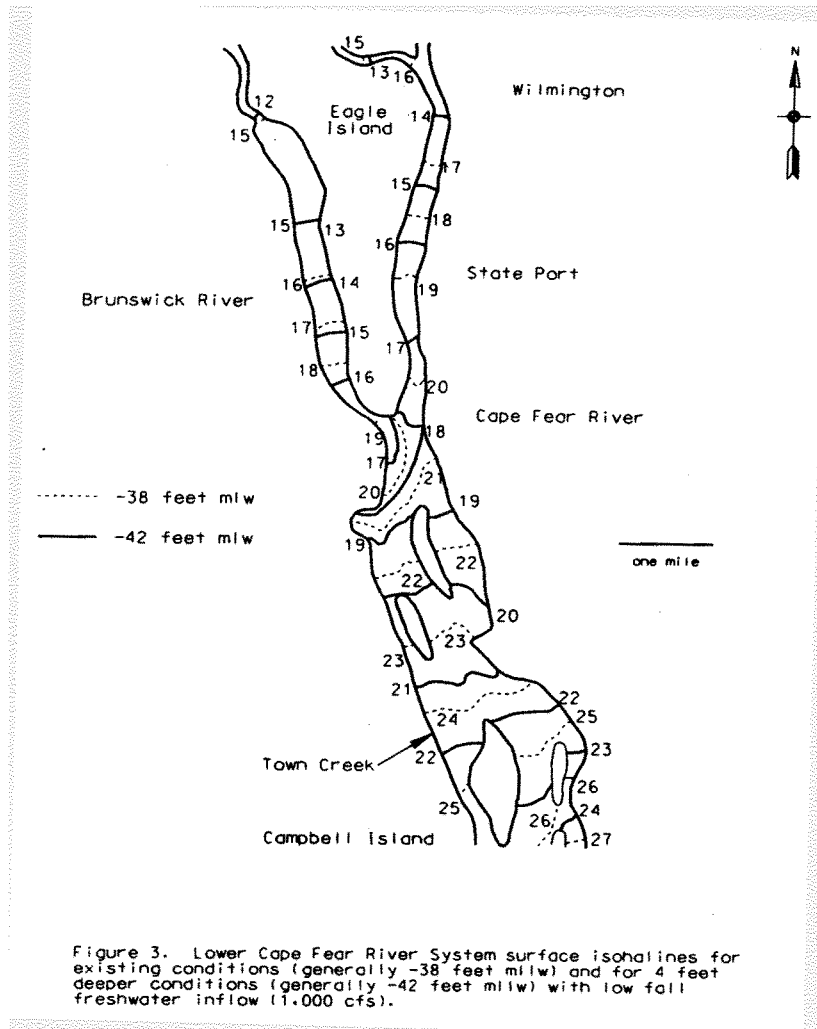 N
15
13
16
Wilmington
Eagle
Island
12
15
14
17
15
18
15
13
16
State Port
16
14
19
Brunswick River
17
15
17
18
16
20
Cape Fear River
19
18
17
21
20
19
-------- -38 feet mlw
——— -42 feet mlw
19
one mile
22
22
20
23
23
21
22
24
25
22
23
Town Creek
26
25
24
26
27
Campbell Island
Figure 3. Lower Cape Fear River System surface isohalines for
existing conditions (generally -38 feet mllw) and for 4 feet
deeper conditions (generally -42 feet mllw) with low fall
freshwater inflow (1.000 cfs).